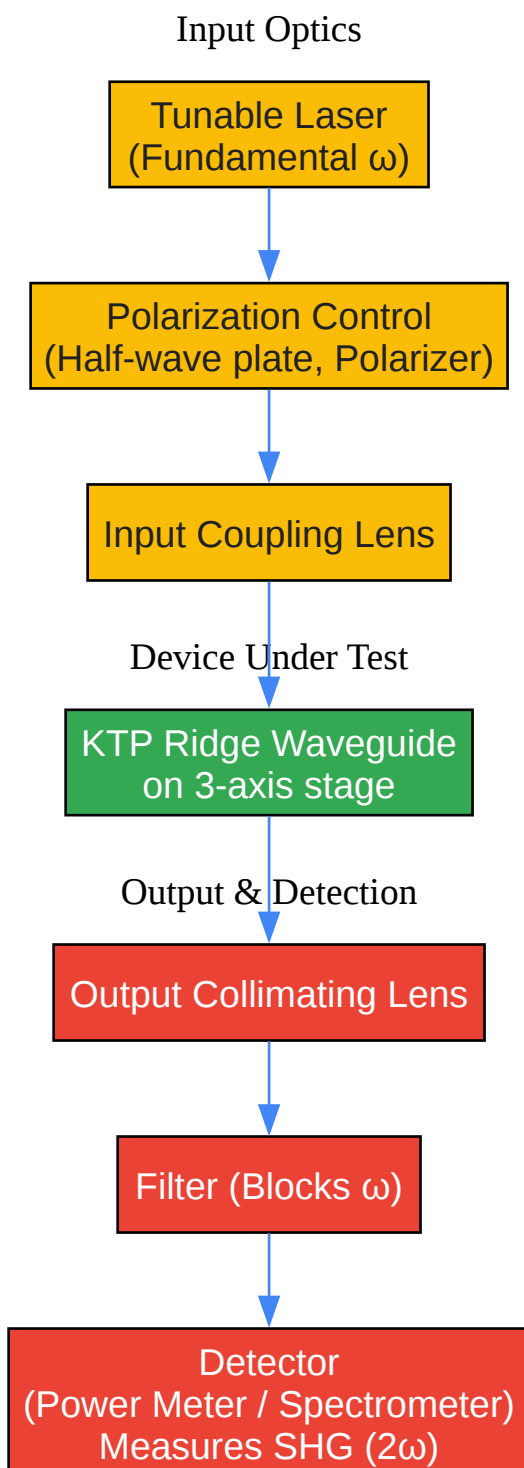 Input Optics
Tunable Laser
(Fundamental ω)
Polarization Control
(Half-wave plate, Polarizer)
Input Coupling Lens
Device Under Test
KTP Ridge Waveguide
on 3-axis stage
Output & Detection
Output Collimating Lens
Filter (Blocks ω)
Detector
(Power Meter / Spectrometer)
Measures SHG (2ω)